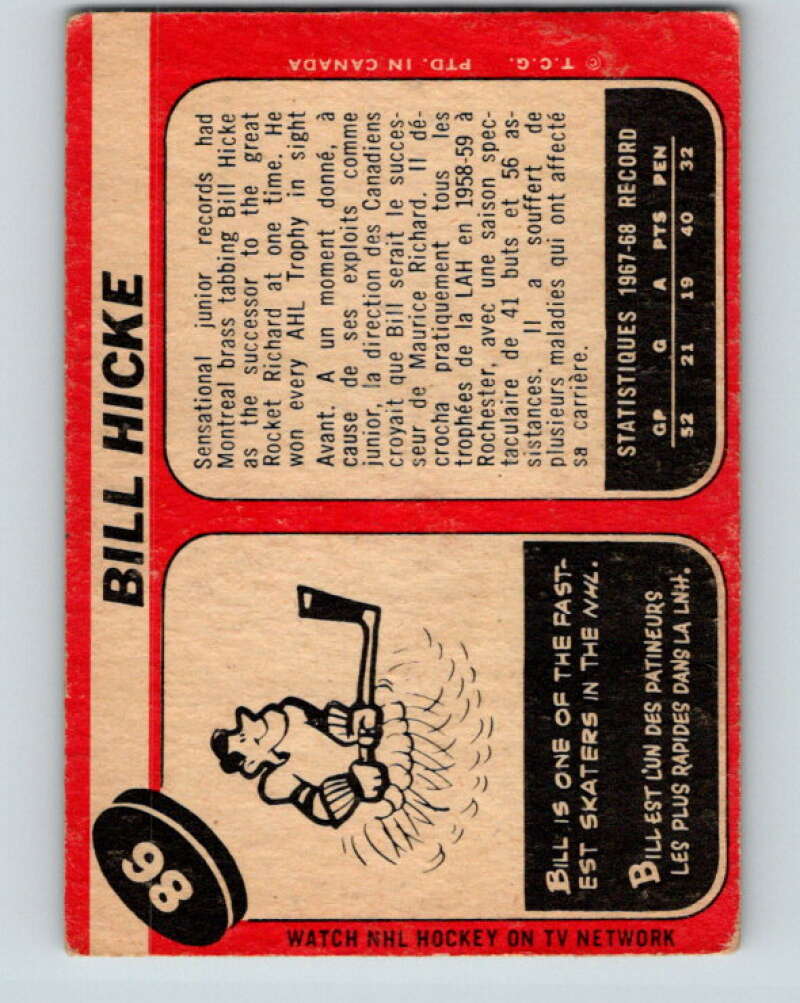 BILL HICKE
86
Sensational junior records had
Montreal brass tabbing Bill Hicke
as the successor to the great
Rocket Richard at one time. He
won every AHL Trophy in sight
Avant. A un moment donné, à
cause de ses exploits comme
junior, la direction des Canadiens
croyait que Bill serait le succes-
seur de Maurice Richard. Il dé-
crocha pratiquement tous les
trophées de la LAH en 1958-59 à
Rochester, avec une saison spec-
taculaire de 41 buts et 56 as-
sistances. Il a souffert de
plusieurs maladies qui ont affecté
sa carrière.
STATISTIQUES 1967-68 RECORD
GP G A PTS PEN
52 21 19 40 32
BILL IS ONE OF THE FAST-
EST SKATERS IN THE NHL.
BILL EST L'UN DES PATINEURS
LES PLUS RAPIDES DANS LA LNH.
WATCH NHL HOCKEY ON TV NETWORK
© T.C.G. PTD. IN CANADA